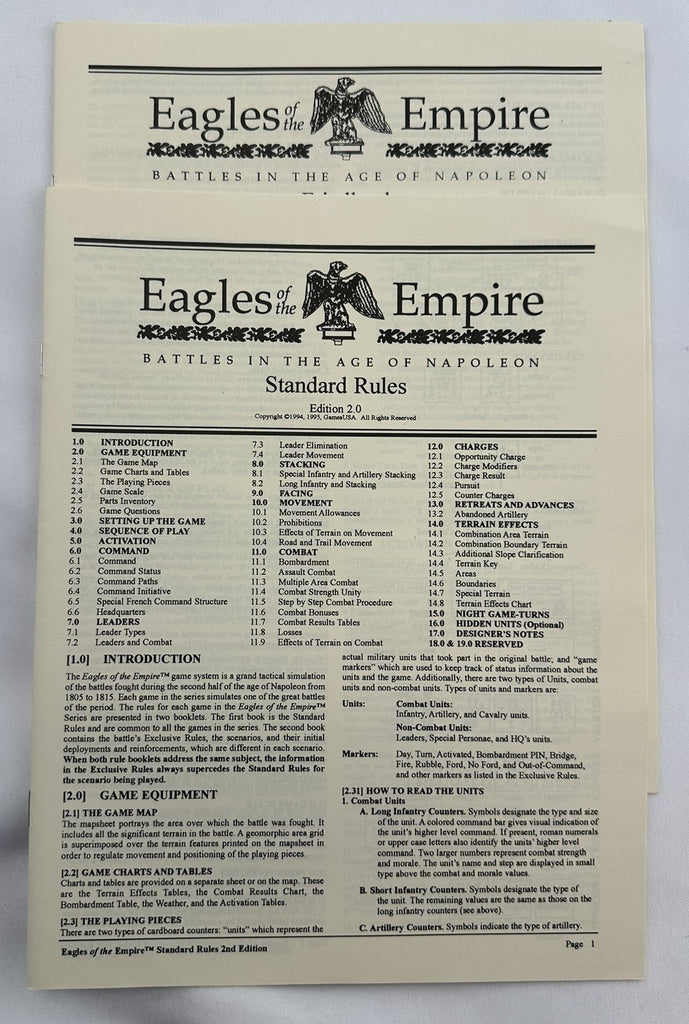 Eagles of the Empire
BATTLES IN THE AGE OF NAPOLEON
Eagles of the Empire
BATTLES IN THE AGE OF NAPOLEON
Standard Rules
Edition 2.0
Copyright ©1994, 1995, GamesUSA. All Rights Reserved
1.0 INTRODUCTION
2.0 GAME EQUIPMENT
2.1 The Game Map
2.2 Game Charts and Tables
2.3 The Playing Pieces
2.4 Game Scale
2.5 Parts Inventory
2.6 Game Questions
3.0 SETTING UP THE GAME
4.0 SEQUENCE OF PLAY
5.0 ACTIVATION
6.0 COMMAND
6.1 Command
6.2 Command Status
6.3 Command Paths
6.4 Command Initiative
6.5 Special French Command Structure
6.6 Headquarters
7.0 LEADERS
7.1 Leader Types
7.2 Leaders and Combat
7.3 Leader Elimination
7.4 Leader Movement
8.0 STACKING
8.1 Special Infantry and Artillery Stacking
8.2 Long Infantry and Stacking
9.0 FACING
10.0 MOVEMENT
10.1 Movement Allowances
10.2 Prohibitions
10.3 Effects of Terrain on Movement
10.4 Road and Trail Movement
11.0 COMBAT
11.1 Bombardment
11.2 Assault Combat
11.3 Multiple Area Combat
11.4 Combat Strength Unity
11.5 Step by Step Combat Procedure
11.6 Combat Bonuses
11.7 Combat Results Tables
11.8 Losses
11.9 Effects of Terrain on Combat
12.0 CHARGES
12.1 Opportunity Charge
12.2 Charge Modifiers
12.3 Charge Result
12.4 Pursuit
12.5 Counter Charges
13.0 RETREATS AND ADVANCES
13.2 Abandoned Artillery
14.0 TERRAIN EFFECTS
14.1 Combination Area Terrain
14.2 Combination Boundary Terrain
14.3 Additional Slope Clarification
14.4 Terrain Key
14.5 Areas
14.6 Boundaries
14.7 Special Terrain
14.8 Terrain Effects Chart
15.0 NIGHT GAME-TURNS
16.0 HIDDEN UNITS (Optional)
17.0 DESIGNER'S NOTES
18.0 & 19.0 RESERVED
[1.0] INTRODUCTION
The Eagles of the Empire™ game system is a grand tactical simulation
of the battles fought during the second half of the age of Napoleon from
1805 to 1815. Each game in the series simulates one of the great battles
of the period. The rules for each game in the Eagles of the Empire™
Series are presented in two booklets. The first book is the Standard
Rules and are common to all the games in the series. The second book
contains the battle's Exclusive Rules, the scenarios, and their initial
deployments and reinforcements, which are different in each scenario.
When both rule booklets address the same subject, the information
in the Exclusive Rules always supercedes the Standard Rules for
the scenario being played.
[2.0] GAME EQUIPMENT
[2.1] THE GAME MAP
The mapsheet portrays the area over which the battle was fought. It
includes all the significant terrain in the battle. A geomorphic area grid
is superimposed over the terrain features printed on the mapsheet in
order to regulate movement and positioning of the playing pieces.
[2.2] GAME CHARTS AND TABLES
Charts and tables are provided on a separate sheet or on the map. These
are the Terrain Effects Tables, the Combat Results Chart, the
Bombardment Table, the Weather, and the Activation Tables.
[2.3] THE PLAYING PIECES
There are two types of cardboard counters: "units" which represent the
actual military units that took part in the original battle; and "game
markers" which are used to keep track of status information about the
units and the game. Additionally, there are two types of Units, combat
units and non-combat units. Types of units and markers are:
Units: Combat Units:
Infantry, Artillery, and Cavalry units.
Non-Combat Units:
Leaders, Special Personae, and HQ's units.
Markers: Day, Turn, Activated, Bombardment PIN, Bridge,
Fire, Rubble, Ford, No Ford, and Out-of-Command,
and other markers as listed in the Exclusive Rules.
[2.31] HOW TO READ THE UNITS
1. Combat Units
A. Long Infantry Counters. Symbols designate the type and size
of the unit. A colored command bar gives visual indication of
the unit's higher level command. If present, roman numerals
or upper case letters also identify the units' higher level
command. Two larger numbers represent combat strength
and morale. The unit's name and step are displayed in small
type above the combat and morale values.
B. Short Infantry Counters. Symbols designate the type of
the unit. The remaining values are the same as those on the
long infantry counters (see above).
C. Artillery Counters. Symbols indicate the type of artillery.
Eagles of the Empire™ Standard Rules 2nd Edition
Page 1